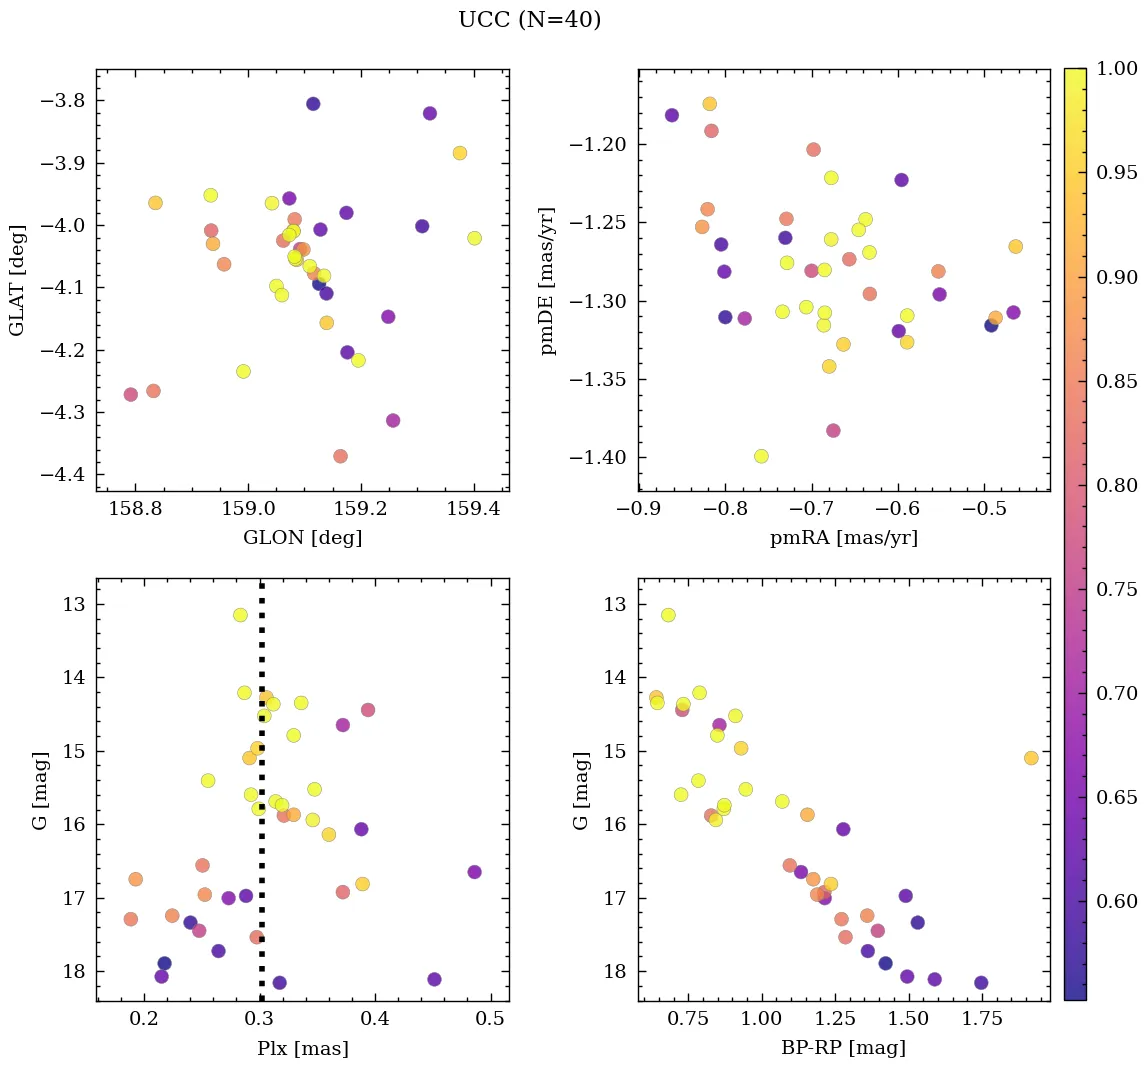 UCC (N=40)
−3.8
−3.9
−4.0
−4.1
−4.2
−4.3
−4.4
GLAT [deg]
158.8 159.0 159.2 159.4
GLON [deg]
−1.20
−1.25
−1.30
−1.35
−1.40
pmDE [mas/yr]
−0.9 −0.8 −0.7 −0.6 −0.5
pmRA [mas/yr]
13
14
15
16
17
18
G [mag]
0.2 0.3 0.4 0.5
Plx [mas]
13
14
15
16
17
18
G [mag]
0.75 1.00 1.25 1.50 1.75
BP-RP [mag]
1.00
0.95
0.90
0.85
0.80
0.75
0.70
0.65
0.60